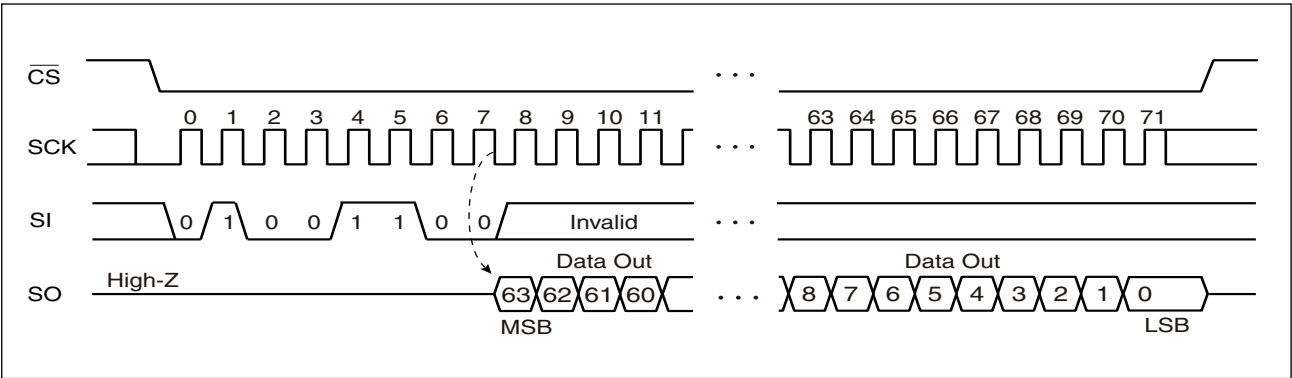 CS
. . .
0 1 2 3 4 5 6 7 8 9 10 11 63 64 65 66 67 68 69 70 71
SCK
. . .
SI 0 1 0 0 1 1 0 0 Invalid . . .
High-Z Data Out Data Out
SO 63 62 61 60 . . . 8 7 6 5 4 3 2 1 0
MSB LSB